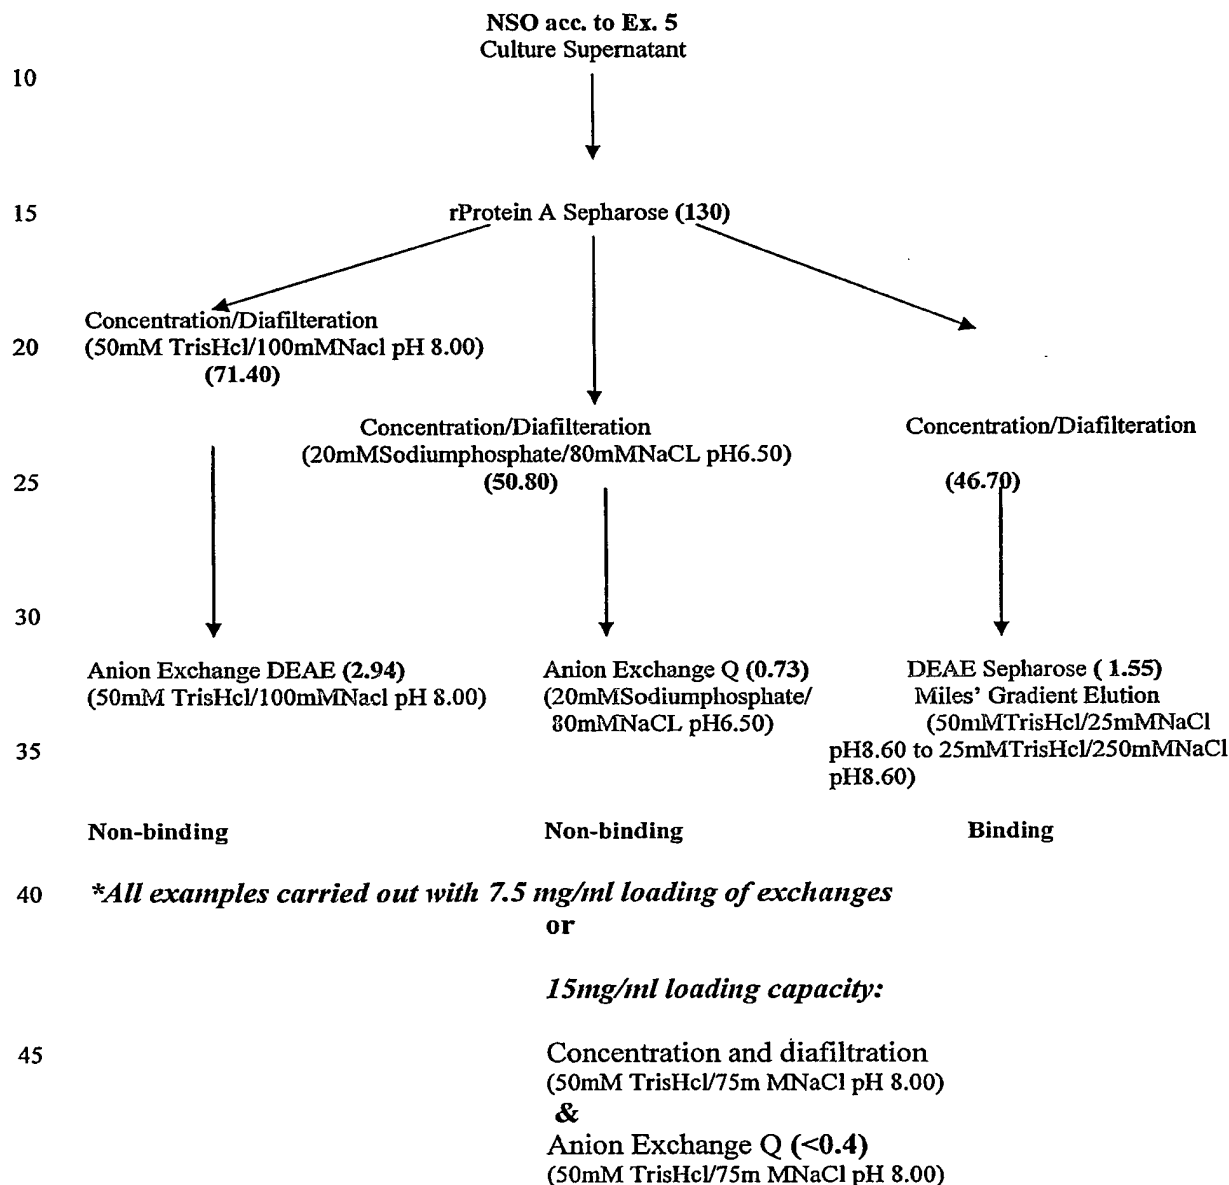 NSO acc. to Ex. 5
Culture Supernatant
10
15
rProtein A Sepharose (130)
Concentration/Diafilteration
20
(50mM TrisHcl/100mMNacl pH 8.00)
(71.40)
Concentration/Diafilteration
(20mMSodiumphosphate/80mMNaCL pH6.50)
(50.80)
Concentration/Diafilteration
25
(46.70)
30
Anion Exchange DEAE (2.94)
(50mM TrisHcl/100mMNacl pH 8.00)
Anion Exchange Q (0.73)
(20mMSodiumphosphate/
80mMNaCL pH6.50)
DEAE Sepharose ( 1.55)
Miles' Gradient Elution
(50mMTrisHcl/25mMNaCl
35
pH8.60 to 25mMTrisHcl/250mMNaCl
pH8.60)
Non-binding
Non-binding
Binding
40
*All examples carried out with 7.5 mg/ml loading of exchanges
or
15mg/ml loading capacity:
45
Concentration and diafiltration
(50mM TrisHcl/75m MNaCl pH 8.00)
&
Anion Exchange Q (<0.4)
(50mM TrisHcl/75m MNaCl pH 8.00)